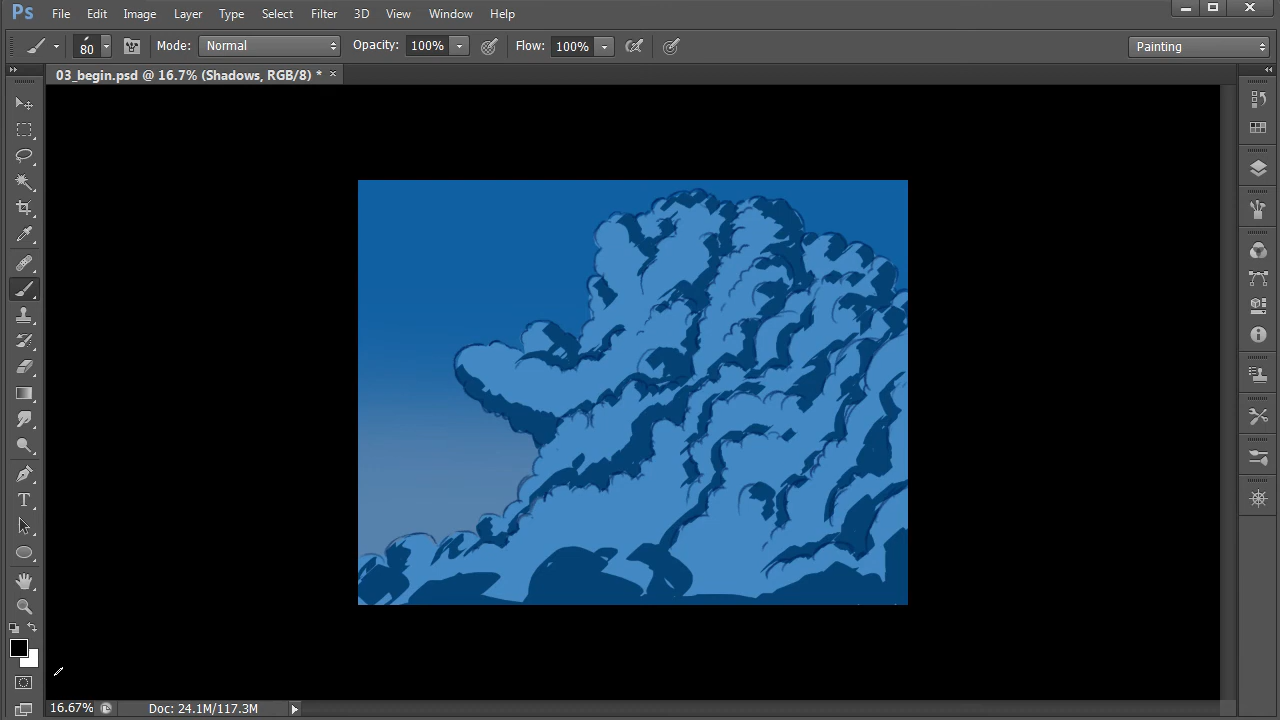 Ps File Edit Image Layer Type Select Filter 3D View Window Help
80 Mode: Normal Opacity: 100% Flow: 100% Painting
03_begin.psd @ 16.7% (Shadows, RGB/8) * ×
T
16.67% Doc: 24.1M/117.3M